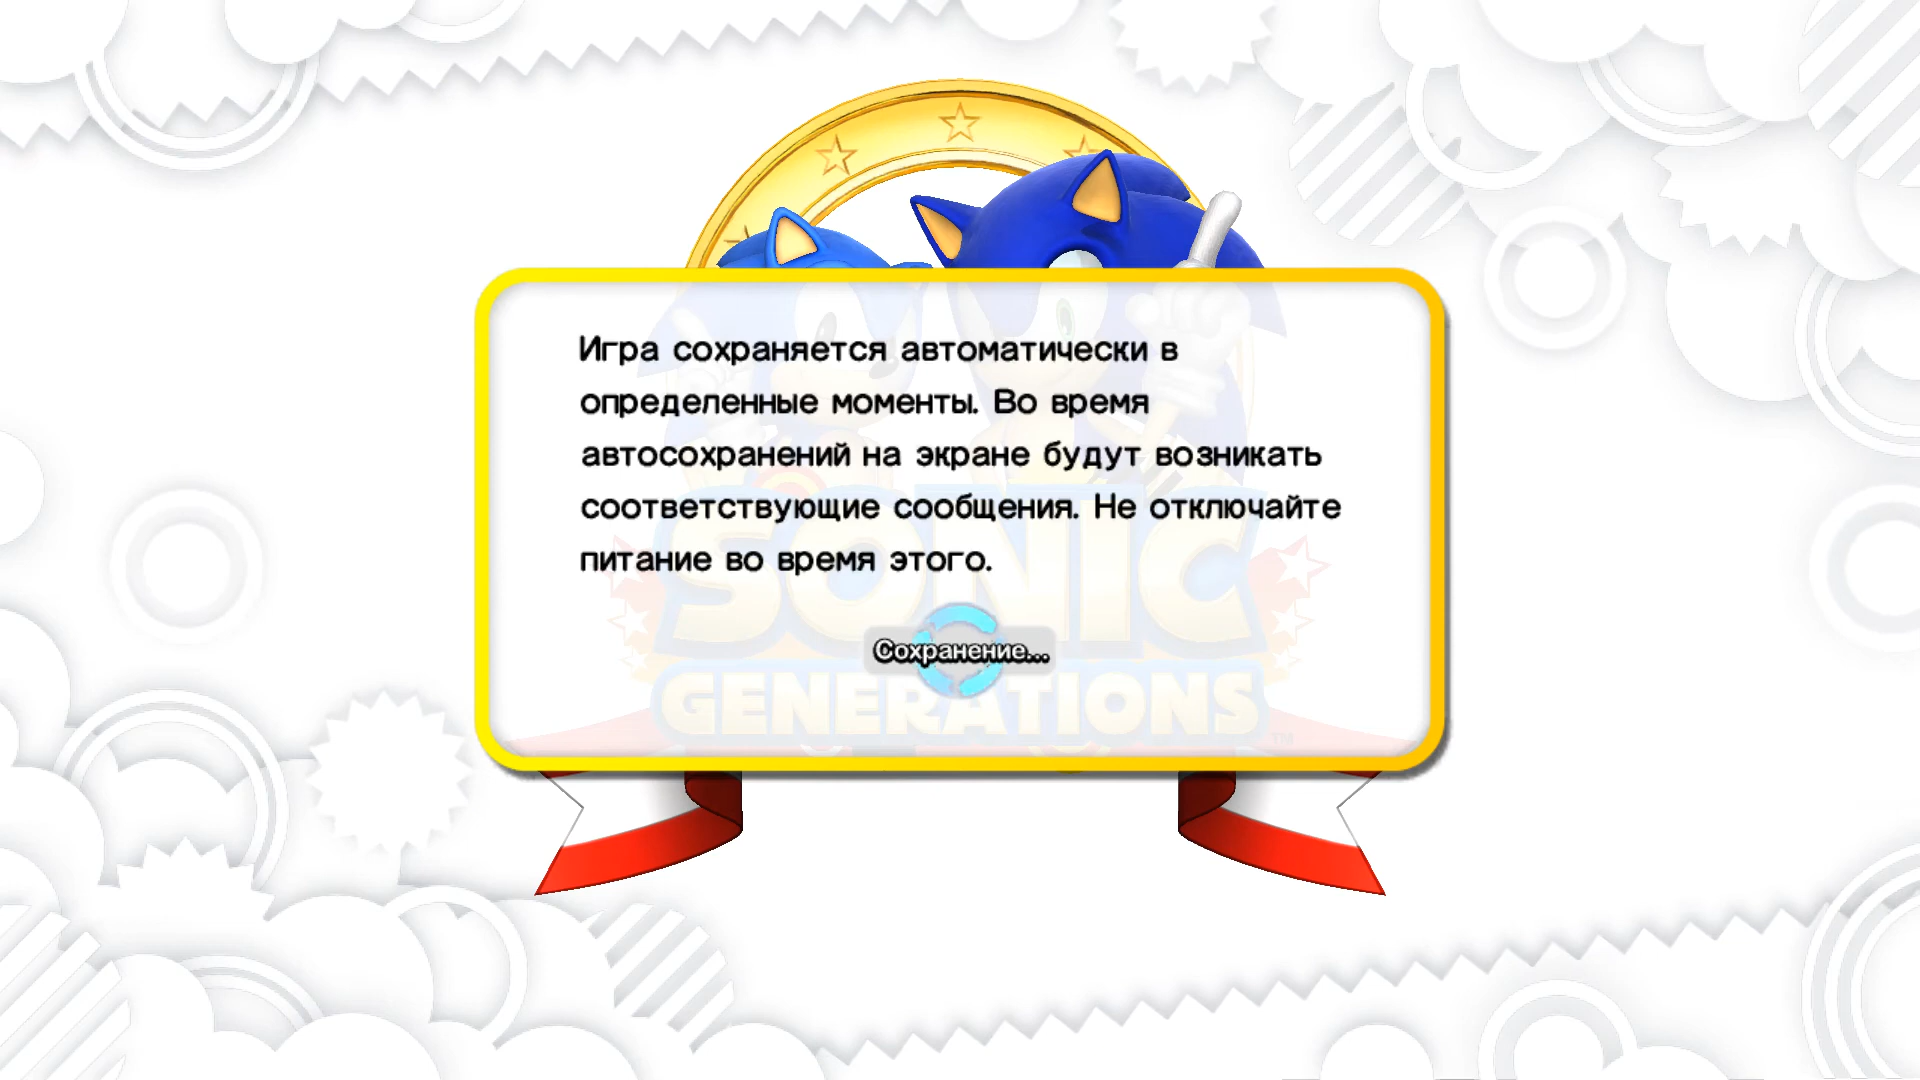 Игра сохраняется автоматически в
определенные моменты. Во время
автосохранений на экране будут возникать
соответствующие сообщения. Не отключайте
питание во время этого.
Сохранение...
SONIC
GENERATIONS
TM